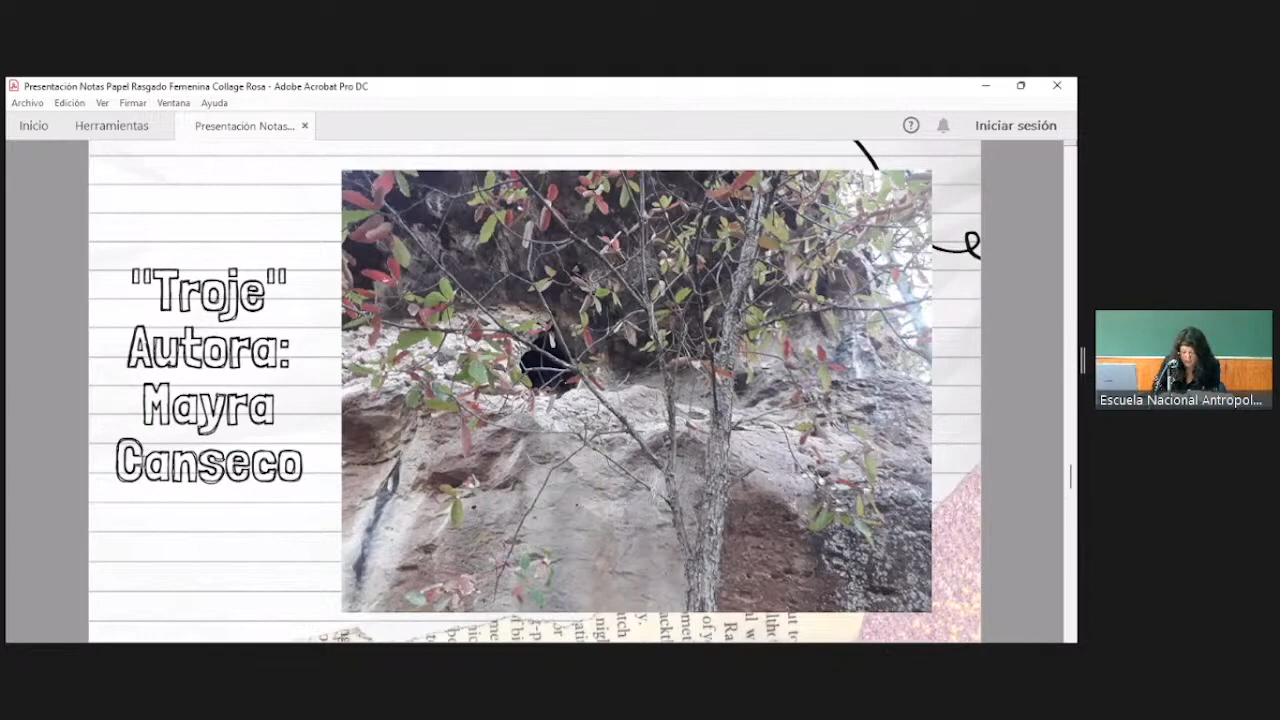 Presentación Notas Papel Rasgado Femenina Collage Rosa - Adobe Acrobat Pro DC
Archivo Edición Ver Firmar Ventana Ayuda
Inicio Herramientas Presentación Notas... × Iniciar sesión
"Troje"
Autora:
Mayra
Canseco
Escuela Nacional Antropol...